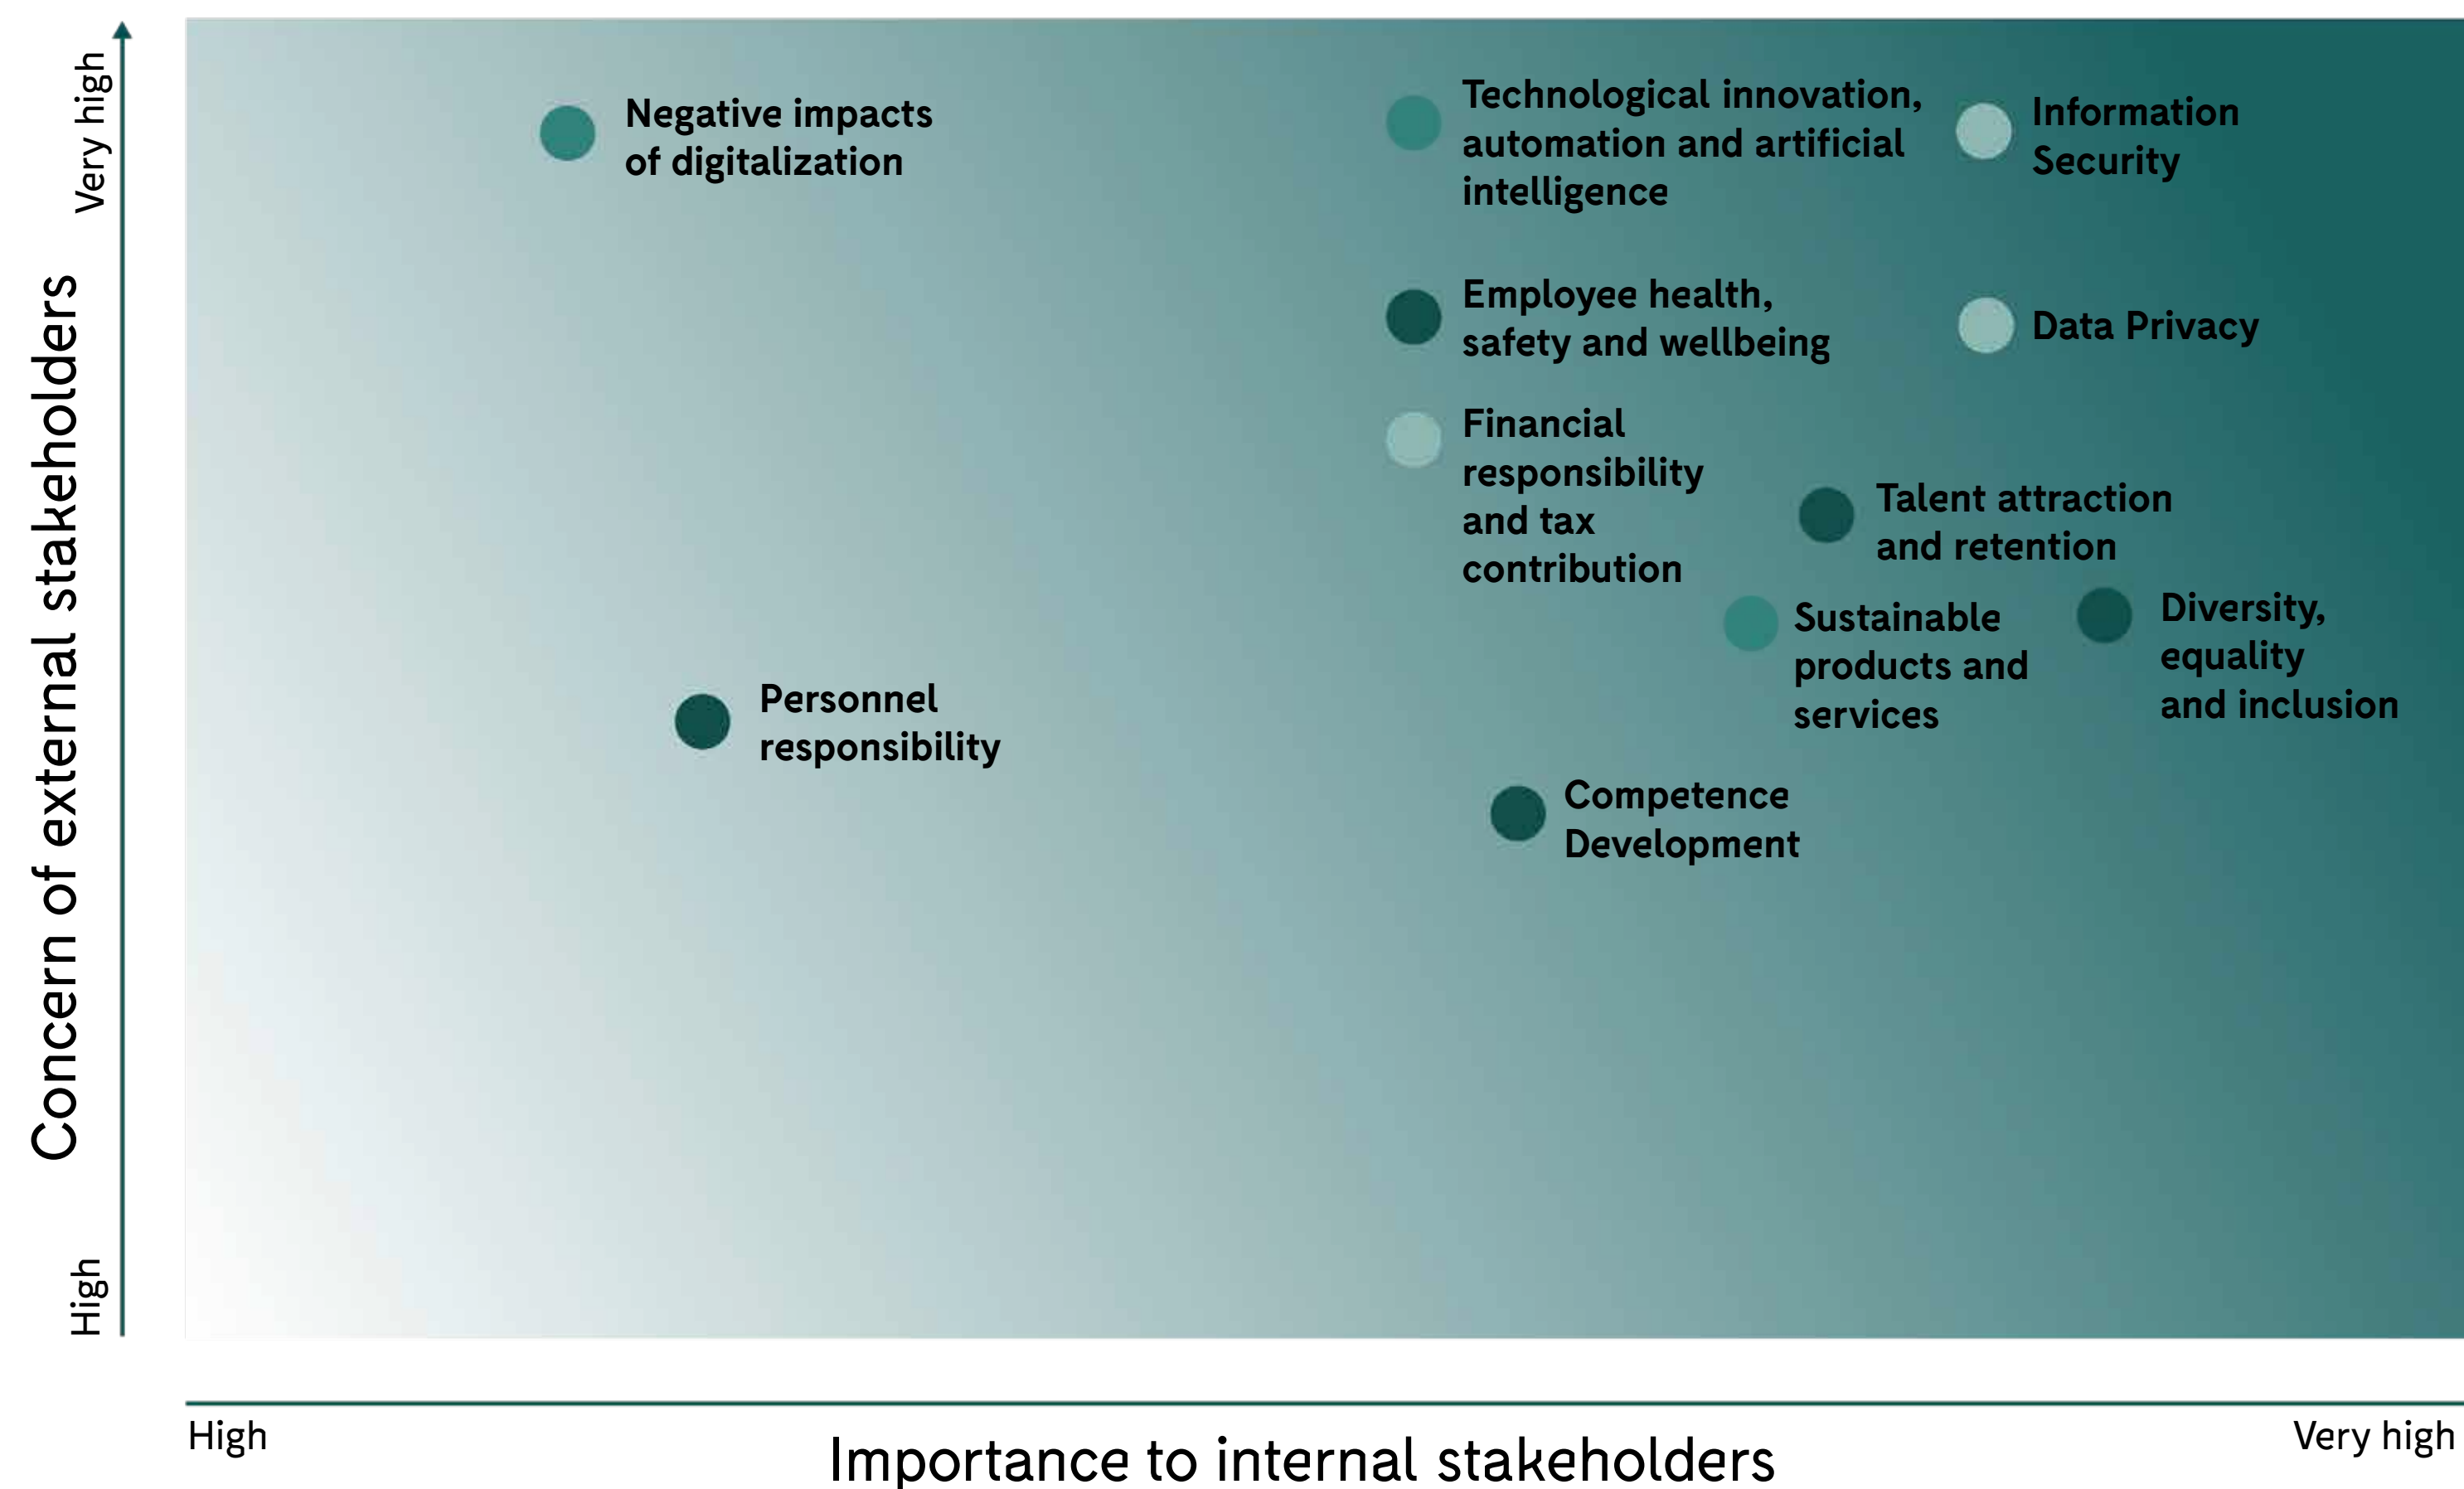 Very high
Concern of external stakeholders
High
Negative impacts
of digitalization
Technological innovation,
automation and artificial
intelligence
Information
Security
Employee health,
safety and wellbeing
Data Privacy
Financial
responsibility
and tax
contribution
Talent attraction
and retention
Sustainable
products and
services
Diversity,
equality
and inclusion
Personnel
responsibility
Competence
Development
High
Importance to internal stakeholders
Very high